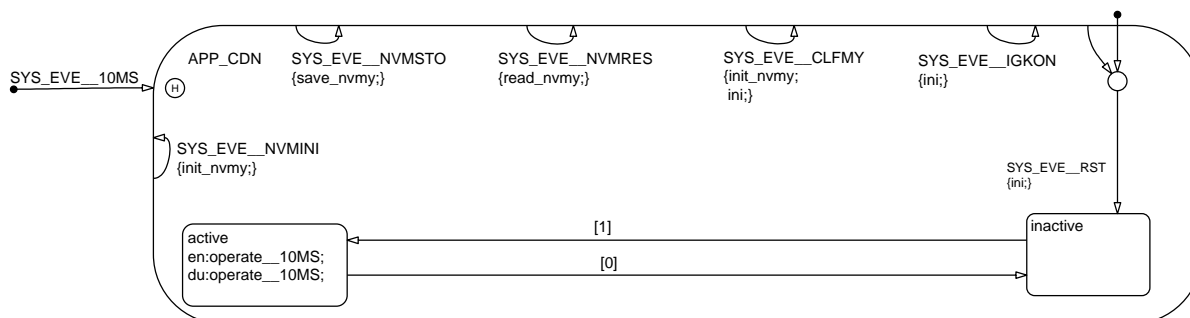 APP_CDN
SYS_EVE__NVMSTO
{save_nvmy;}
SYS_EVE__NVMRES
{read_nvmy;}
SYS_EVE__CLFMY
{init_nvmy;
ini;}
SYS_EVE__IGKON
{ini;}
SYS_EVE__10MS
H
SYS_EVE__NVMINI
{init_nvmy;}
SYS_EVE__RST
{ini;}
active
en:operate__10MS;
du:operate__10MS;
[1]
[0]
inactive